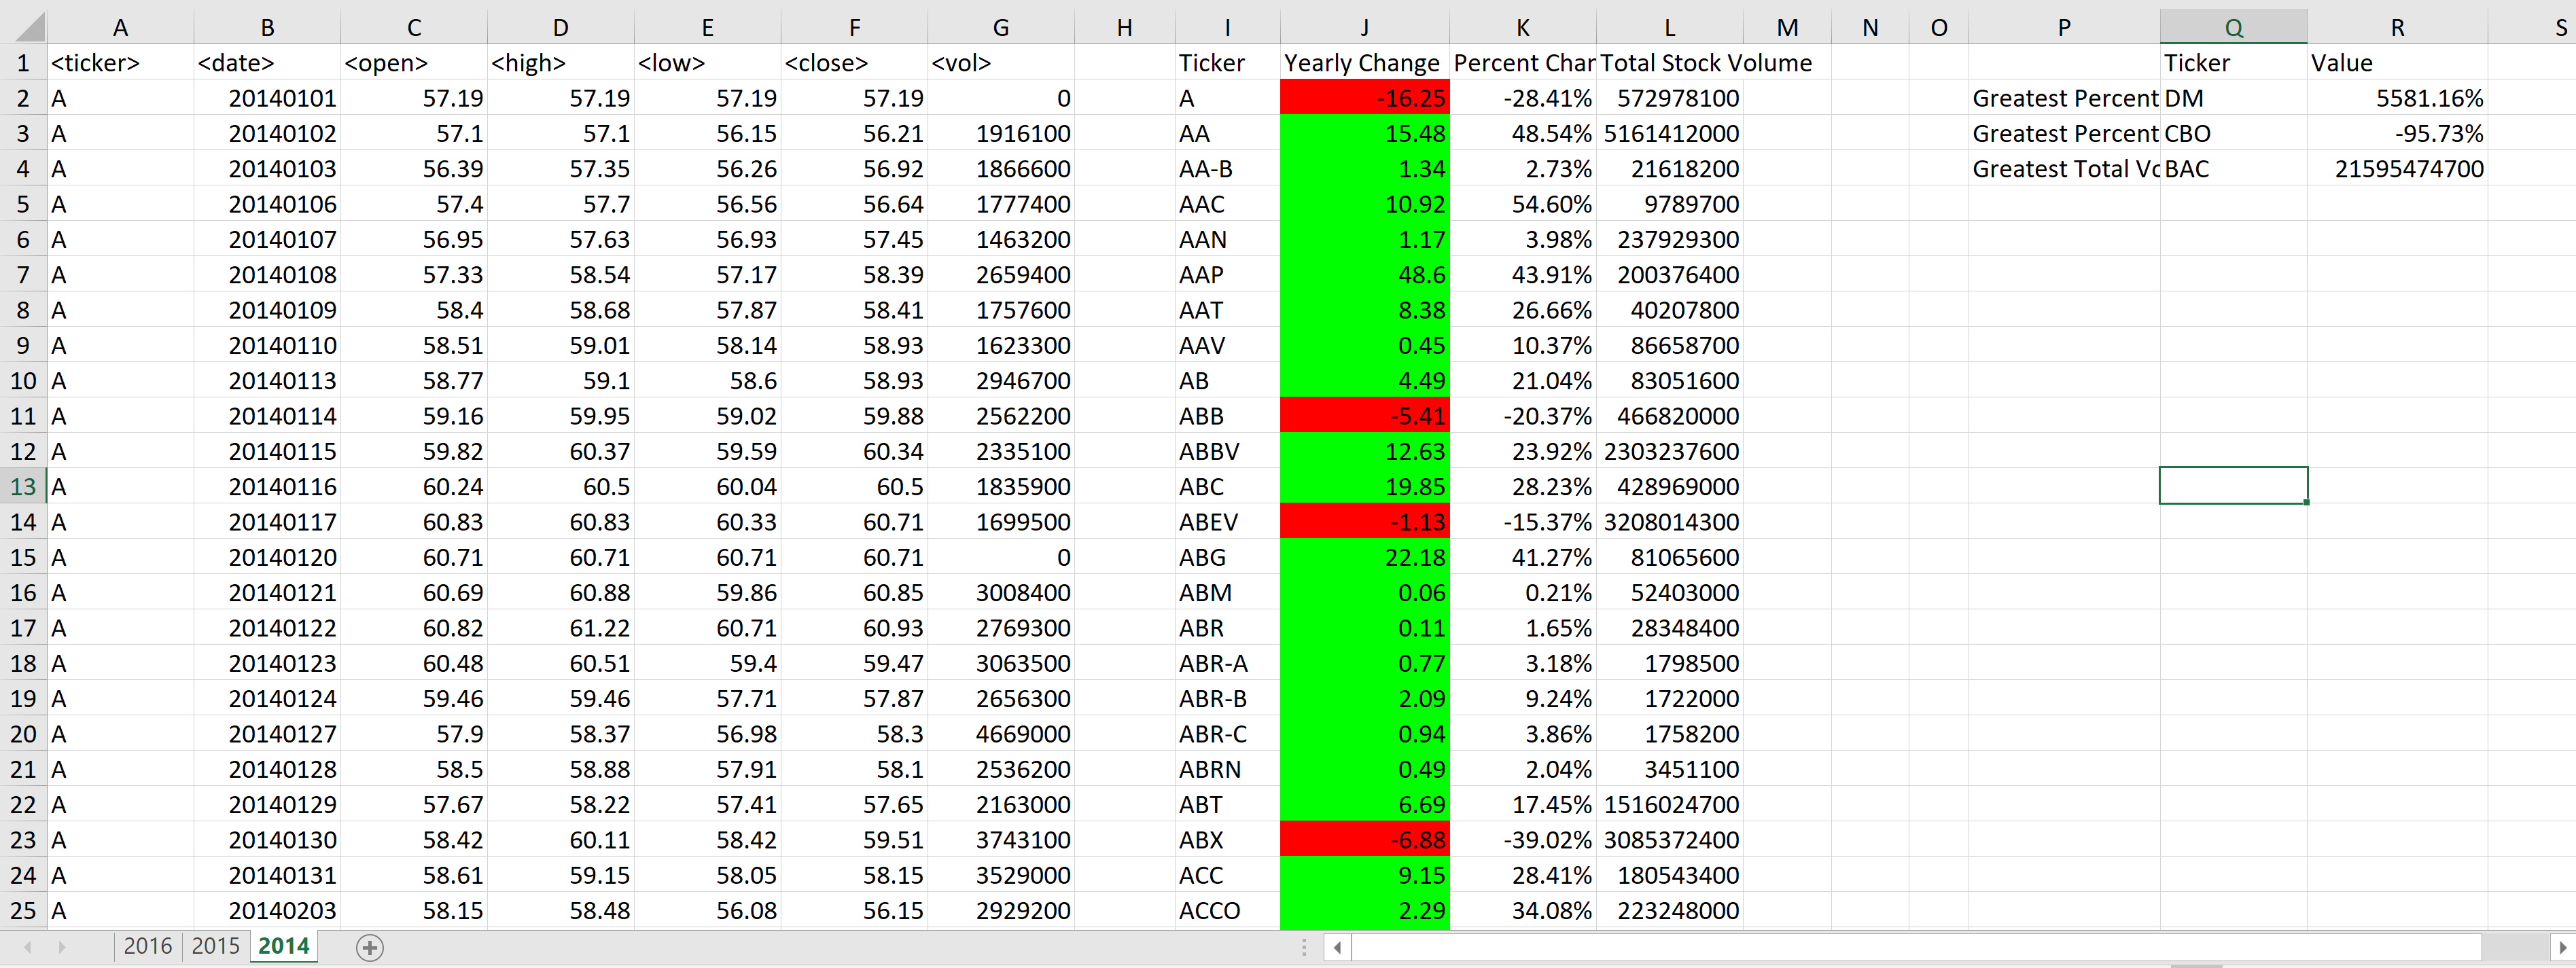 A B C D E F G H I J K L M N O P Q R S
1 <ticker> <date> <open> <high> <low> <close> <vol> Ticker Yearly Change Percent Char Total Stock Volume Ticker Value
2 A 20140101 57.19 57.19 57.19 57.19 0 A -16.25 -28.41% 572978100 Greatest Percent DM 5581.16%
3 A 20140102 57.1 57.1 56.15 56.21 1916100 AA 15.48 48.54% 5161412000 Greatest Percent CBO -95.73%
4 A 20140103 56.39 57.35 56.26 56.92 1866600 AA-B 1.34 2.73% 21618200 Greatest Total Vo BAC 21595474700
5 A 20140106 57.4 57.7 56.56 56.64 1777400 AAC 10.92 54.60% 9789700
6 A 20140107 56.95 57.63 56.93 57.45 1463200 AAN 1.17 3.98% 237929300
7 A 20140108 57.33 58.54 57.17 58.39 2659400 AAP 48.6 43.91% 200376400
8 A 20140109 58.4 58.68 57.87 58.41 1757600 AAT 8.38 26.66% 40207800
9 A 20140110 58.51 59.01 58.14 58.93 1623300 AAV 0.45 10.37% 86658700
10 A 20140113 58.77 59.1 58.6 58.93 2946700 AB 4.49 21.04% 83051600
11 A 20140114 59.16 59.95 59.02 59.88 2562200 ABB -5.41 -20.37% 466820000
12 A 20140115 59.82 60.37 59.59 60.34 2335100 ABBV 12.63 23.92% 2303237600
13 A 20140116 60.24 60.5 60.04 60.5 1835900 ABC 19.85 28.23% 428969000
14 A 20140117 60.83 60.83 60.33 60.71 1699500 ABEV -1.13 -15.37% 3208014300
15 A 20140120 60.71 60.71 60.71 60.71 0 ABG 22.18 41.27% 81065600
16 A 20140121 60.69 60.88 59.86 60.85 3008400 ABM 0.06 0.21% 52403000
17 A 20140122 60.82 61.22 60.71 60.93 2769300 ABR 0.11 1.65% 28348400
18 A 20140123 60.48 60.51 59.4 59.47 3063500 ABR-A 0.77 3.18% 1798500
19 A 20140124 59.46 59.46 57.71 57.87 2656300 ABR-B 2.09 9.24% 1722000
20 A 20140127 57.9 58.37 56.98 58.3 4669000 ABR-C 0.94 3.86% 1758200
21 A 20140128 58.5 58.88 57.91 58.1 2536200 ABRN 0.49 2.04% 3451100
22 A 20140129 57.67 58.22 57.41 57.65 2163000 ABT 6.69 17.45% 1516024700
23 A 20140130 58.42 60.11 58.42 59.51 3743100 ABX -6.88 -39.02% 3085372400
24 A 20140131 58.61 59.15 58.05 58.15 3529000 ACC 9.15 28.41% 180543400
25 A 20140203 58.15 58.48 56.08 56.15 2929200 ACCO 2.29 34.08% 223248000
2016 2015 2014